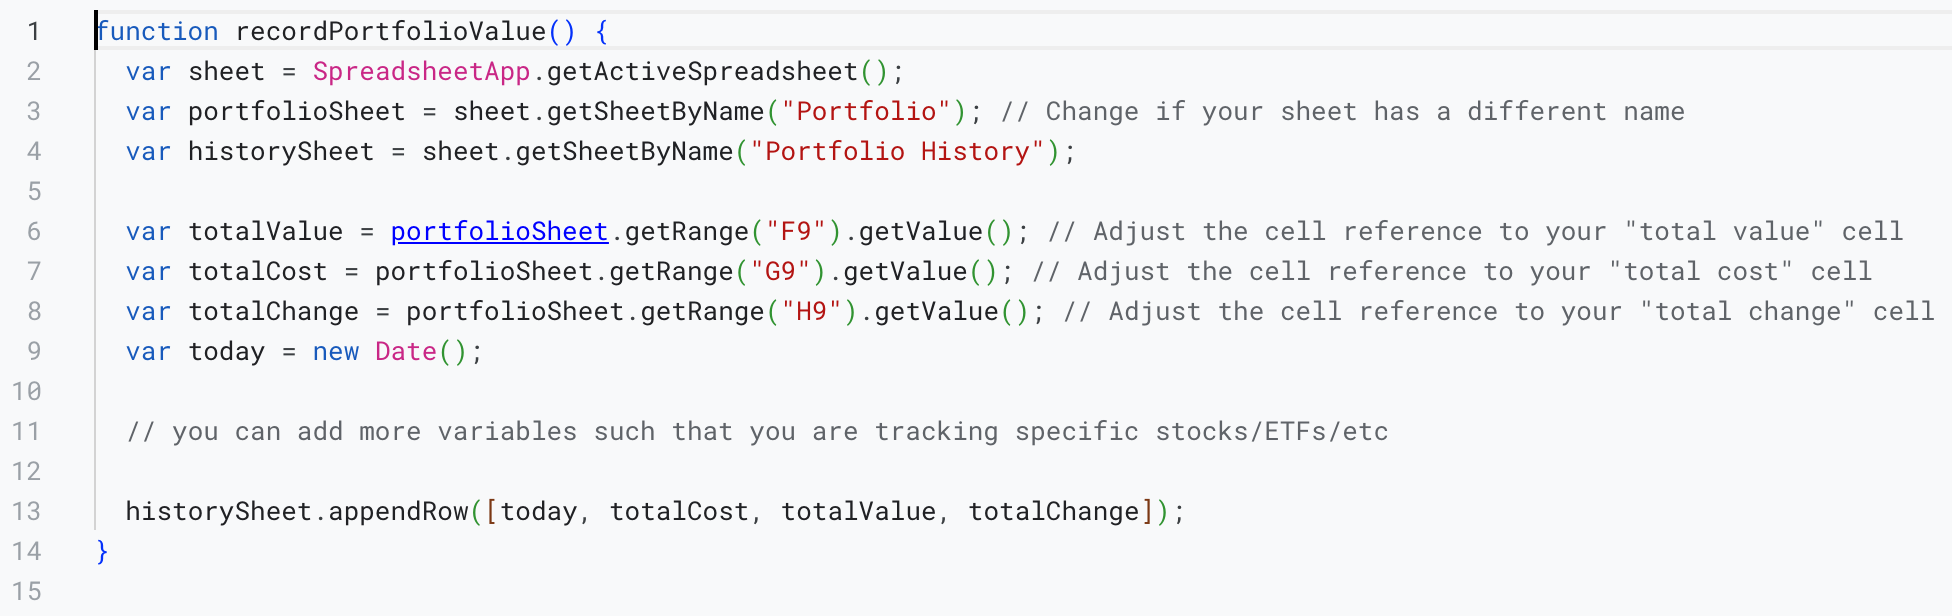 1 function recordPortfolioValue() {
2 var sheet = SpreadsheetApp.getActiveSpreadsheet();
3 var portfolioSheet = sheet.getSheetByName("Portfolio"); // Change if your sheet has a different name
4 var historySheet = sheet.getSheetByName("Portfolio History");
5
6 var totalValue = portfolioSheet.getRange("F9").getValue(); // Adjust the cell reference to your "total value" cell
7 var totalCost = portfolioSheet.getRange("G9").getValue(); // Adjust the cell reference to your "total cost" cell
8 var totalChange = portfolioSheet.getRange("H9").getValue(); // Adjust the cell reference to your "total change" cell
9 var today = new Date();
10
11 // you can add more variables such that you are tracking specific stocks/ETFs/etc
12
13 historySheet.appendRow([today, totalCost, totalValue, totalChange]);
14 }
15